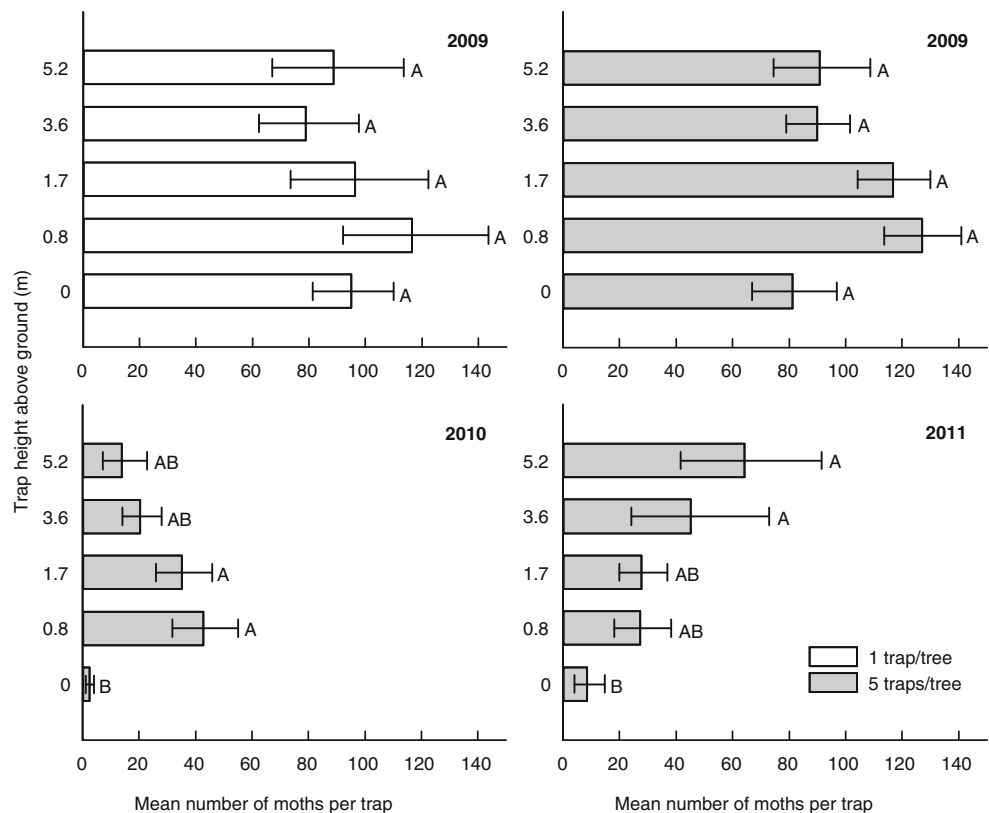 2009
5.2 A
3.6 A
1.7 A
0.8 A
0 A
0 20 40 60 80 100 120 140
2009
5.2 A
3.6 A
1.7 A
0.8 A
0 A
0 20 40 60 80 100 120 140
Trap height above ground (m)
2010
5.2 AB
3.6 AB
1.7 A
0.8 A
0 B
0 20 40 60 80 100 120 140
Mean number of moths per trap
2011
5.2 A
3.6 A
1.7 AB
0.8 AB
0 B
1 trap/tree
5 traps/tree
0 20 40 60 80 100 120 140
Mean number of moths per trap